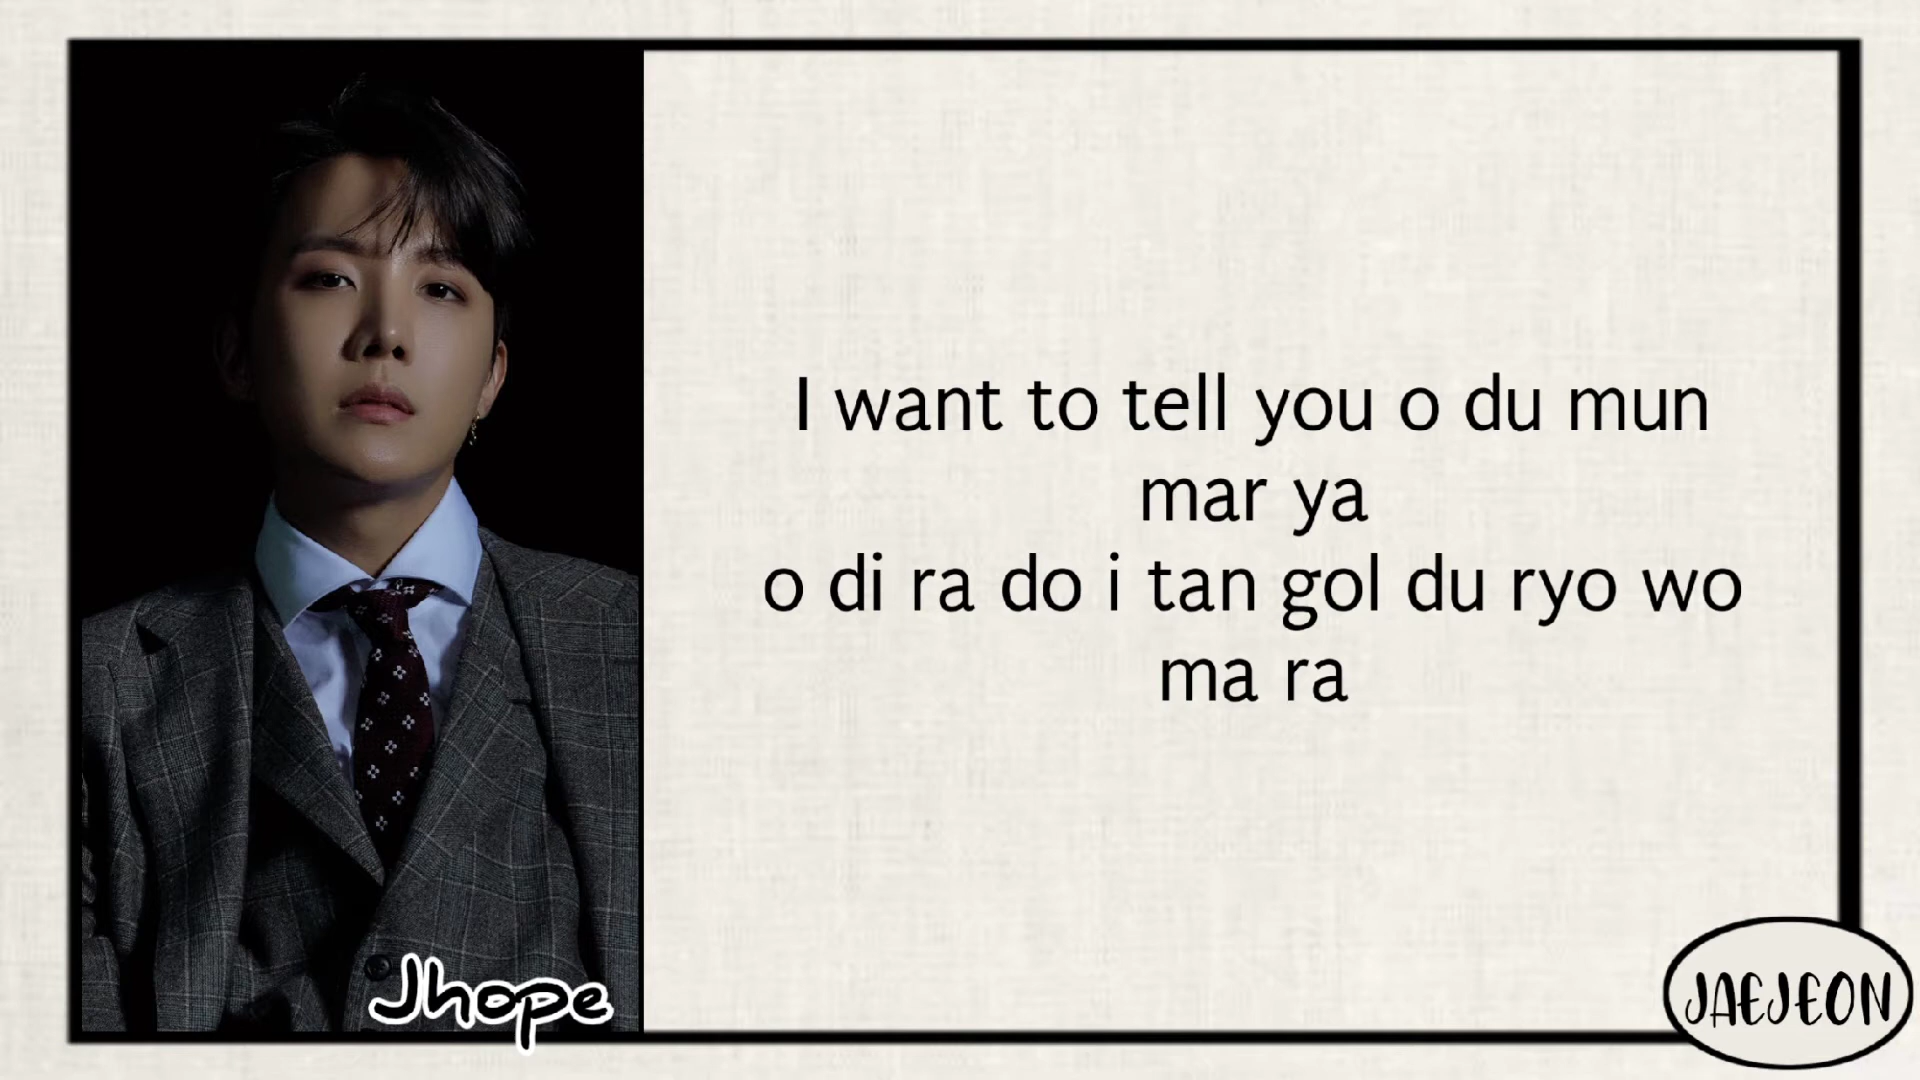 I want to tell you o du mun
mar ya
o di ra do i tan gol du ryo wo
ma ra
Jhope
JAEJEON